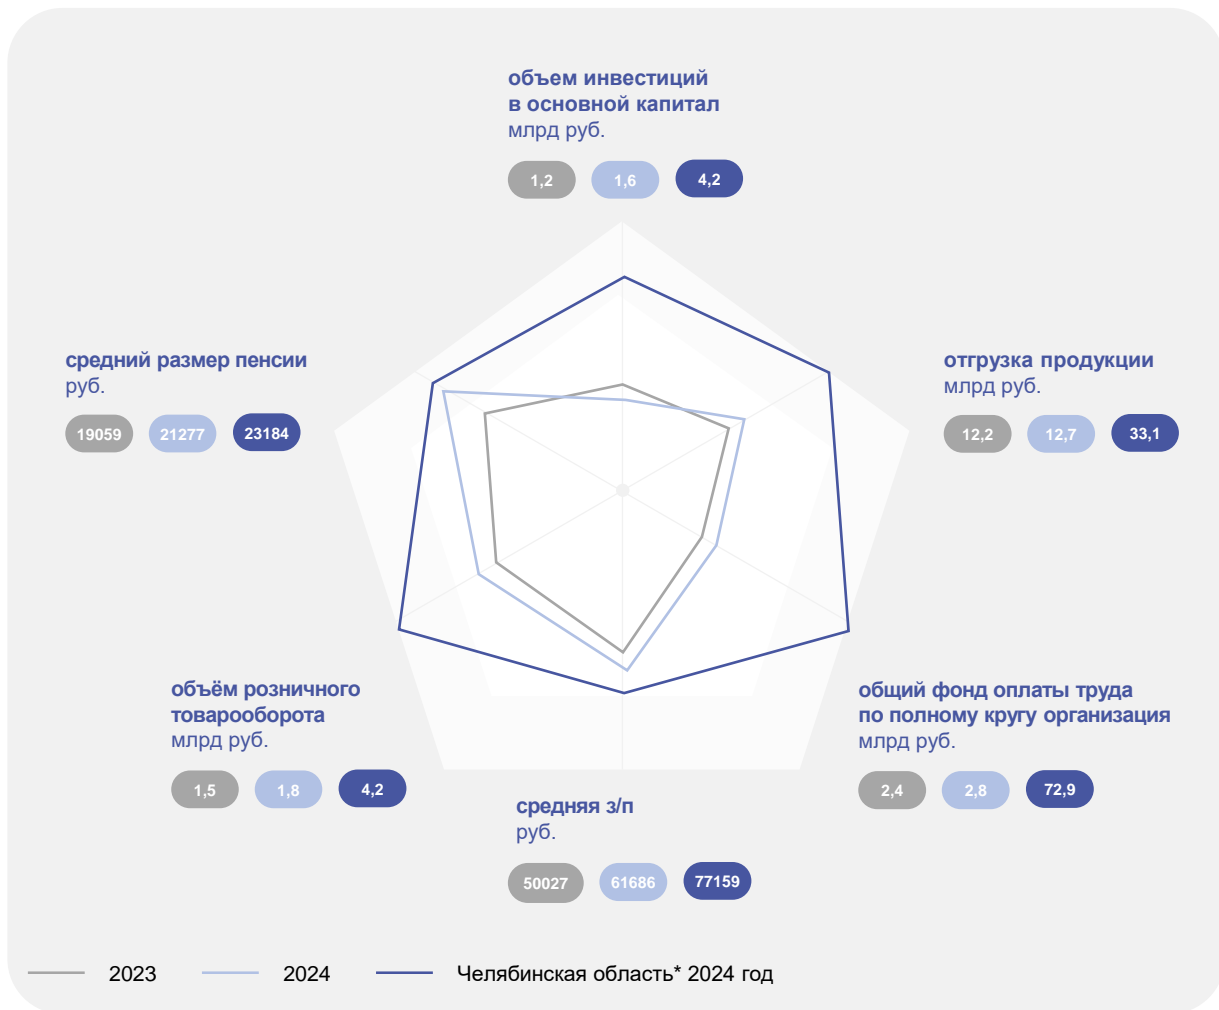 объем инвестиций
в основной капитал
млрд руб.
1,2 1,6 4,2
средний размер пенсии
руб.
19059 21277 23184
отгрузка продукции
млрд руб.
12,2 12,7 33,1
объём розничного
товарооборота
млрд руб.
1,5 1,8 4,2
общий фонд оплаты труда
по полному кругу организация
млрд руб.
2,4 2,8 72,9
средняя з/п
руб.
50027 61686 77159
2023 2024 Челябинская область* 2024 год